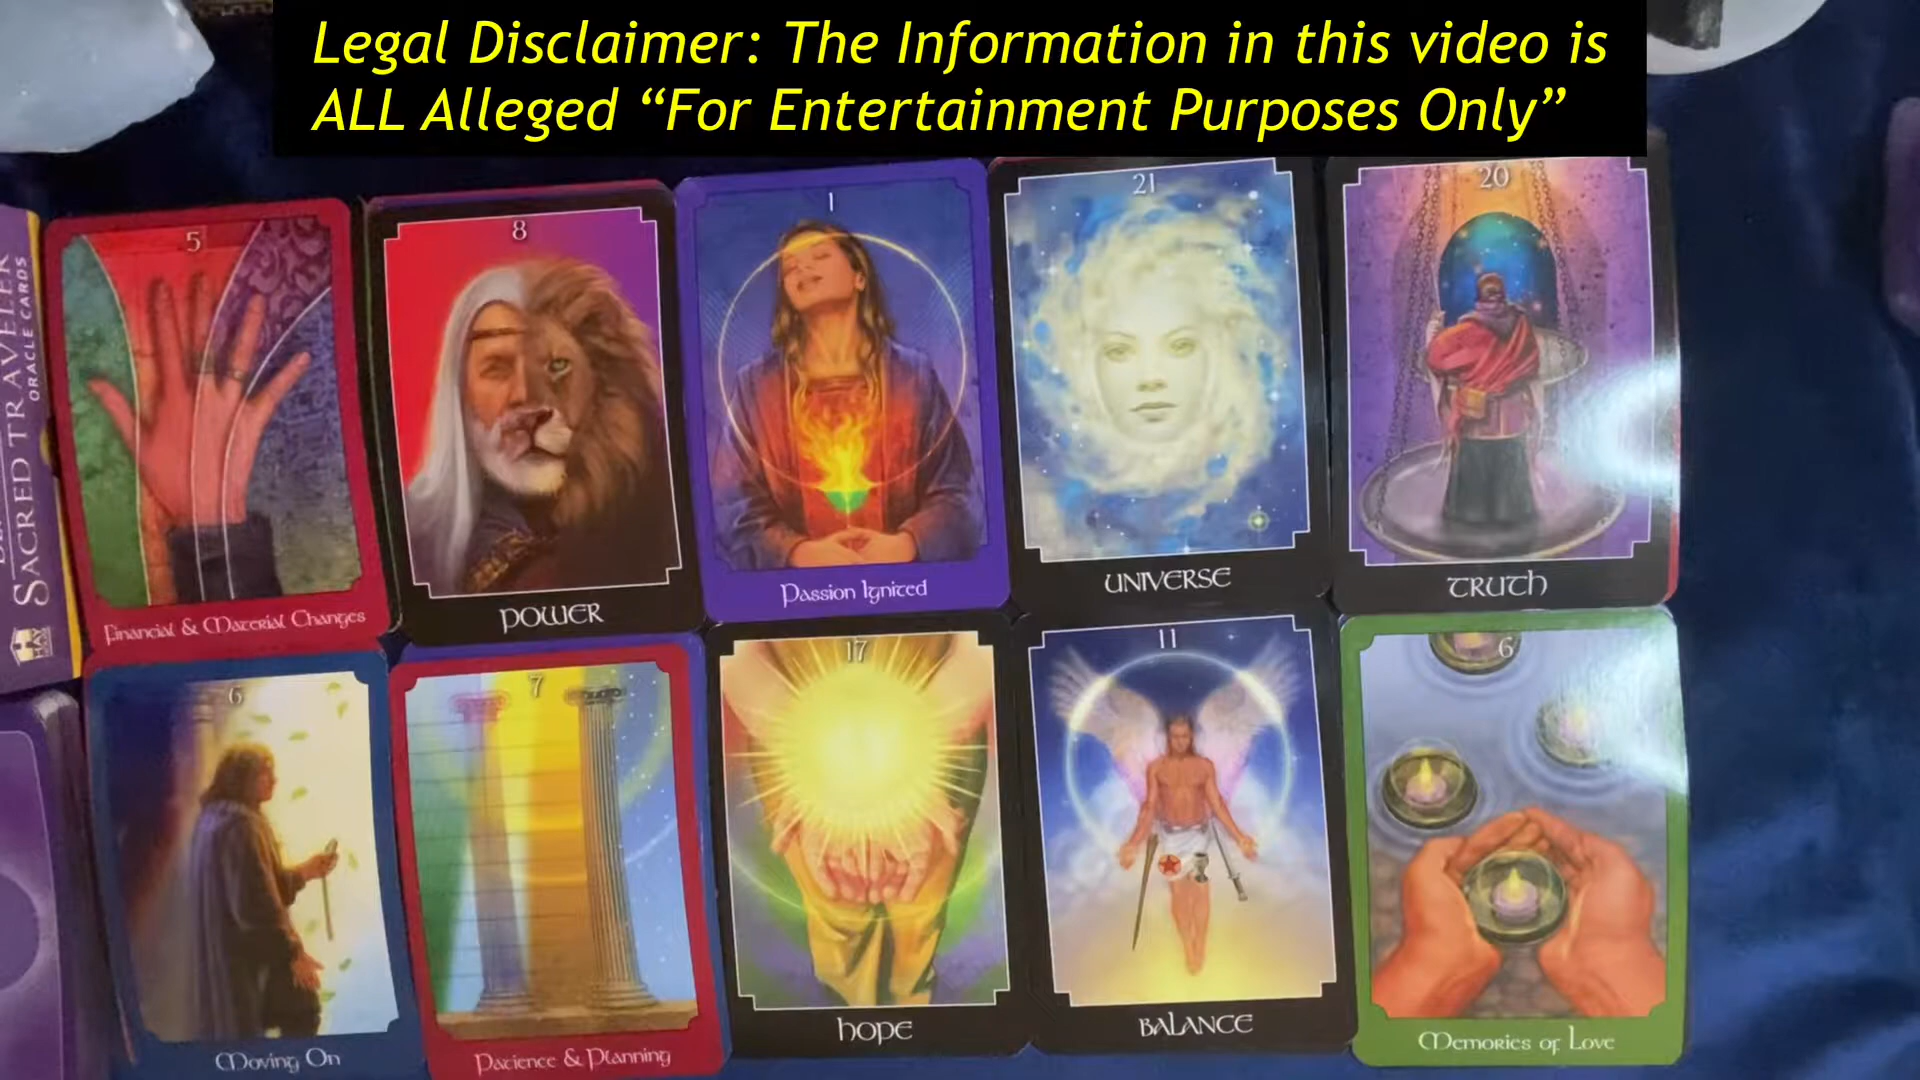 Legal Disclaimer: The Information in this video is
ALL Alleged “For Entertainment Purposes Only”
SACRED TRAVELER
ORACLE CARDS
HAY
5
Financial & Material Changes
8
POWER
1
Passion Ignited
21
UNIVERSE
20
TRUTH
6
Moving On
7
Patience & Planning
17
HOPE
11
BALANCE
6
Memories of Love